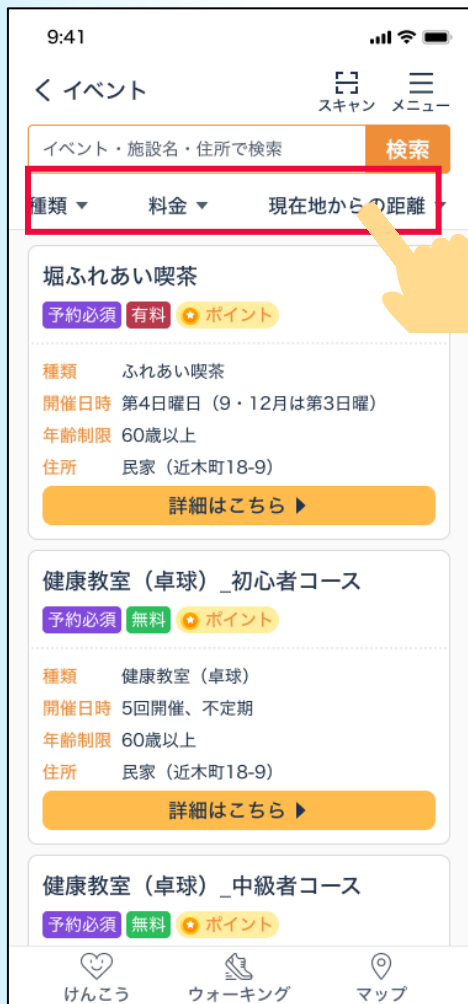 9:41
イベント
スキャン メニュー
イベント・施設名・住所で検索 検索
種類 料金 現在地からの距離
堀ふれあい喫茶
予約必須 有料 ポイント
種類 ふれあい喫茶
開催日時 第4日曜日（9・12月は第3日曜）
年齢制限 60歳以上
住所 民家（近木町18-9）
詳細はこちら
健康教室（卓球）_初心者コース
予約必須 無料 ポイント
種類 健康教室（卓球）
開催日時 5回開催、不定期
年齢制限 60歳以上
住所 民家（近木町18-9）
詳細はこちら
健康教室（卓球）_中級者コース
予約必須 無料 ポイント
けんこう ウォーキング マップ